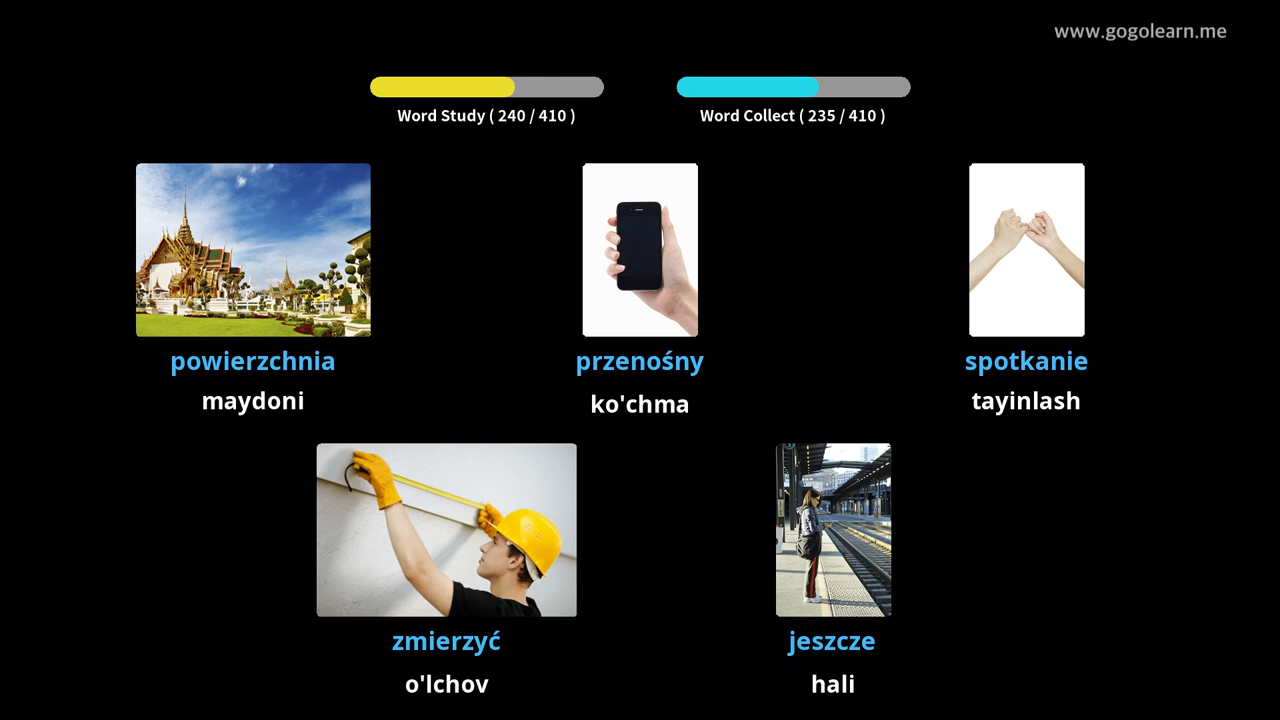 www.gogolearn.me
Word Study ( 240 / 410 )
Word Collect ( 235 / 410 )
powierzchnia
maydoni
przenośny
ko'chma
spotkanie
tayinlash
zmierzyć
o'lchov
jeszcze
hali